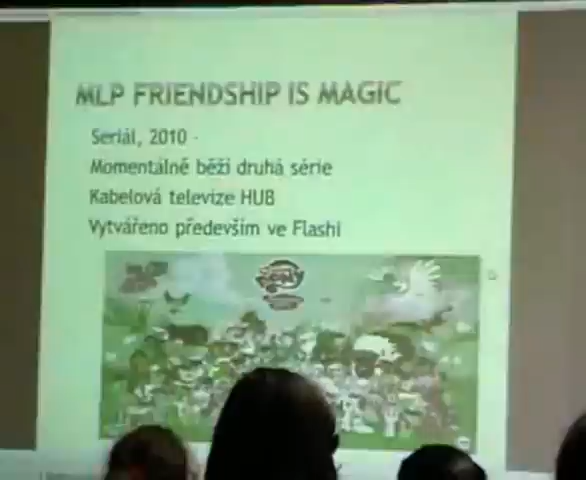 MLP FRIENDSHIP IS MAGIC
Seriál, 2010 -
Momentálně běží druhá série
Kabelová televize HUB
Vytvářeno především ve Flashi